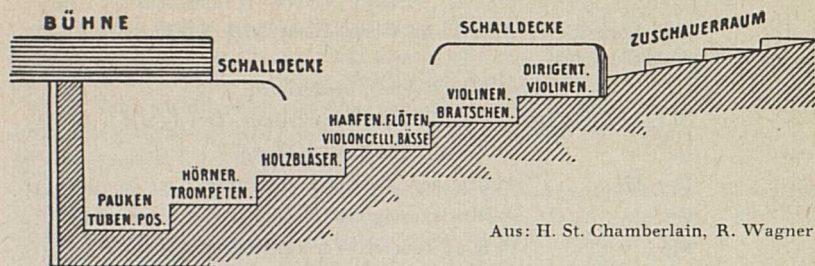 BÜHNE
SCHALLDECKE
SCHALLDECKE
ZUSCHAUERRAUM
DIRIGENT.
VIOLINEN.
VIOLINEN.
BRATSCHEN.
HARFEN.FLÖTEN,
VIOLONCELLI,BÄSSE
HOLZBLÄSER.
HÖRNER.
TROMPETEN.
PAUKEN
TUBEN.POS.
Aus: H. St. Chamberlain, R. Wagner